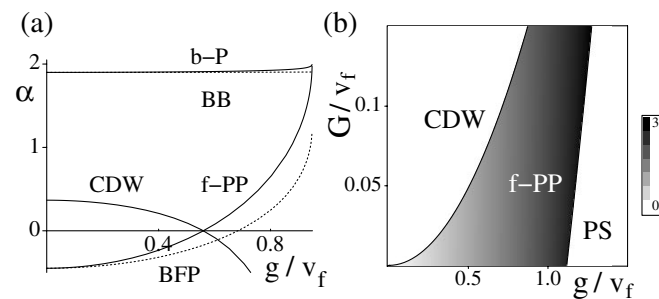 (a)
b–P
2
α
BB
1
CDW
f–PP
0
0.4
0.8
BFP
g / v_f
(b)
G/v_f
0.1
CDW
3
f–PP
0.05
PS
0
0.5
1.0
g / v_f